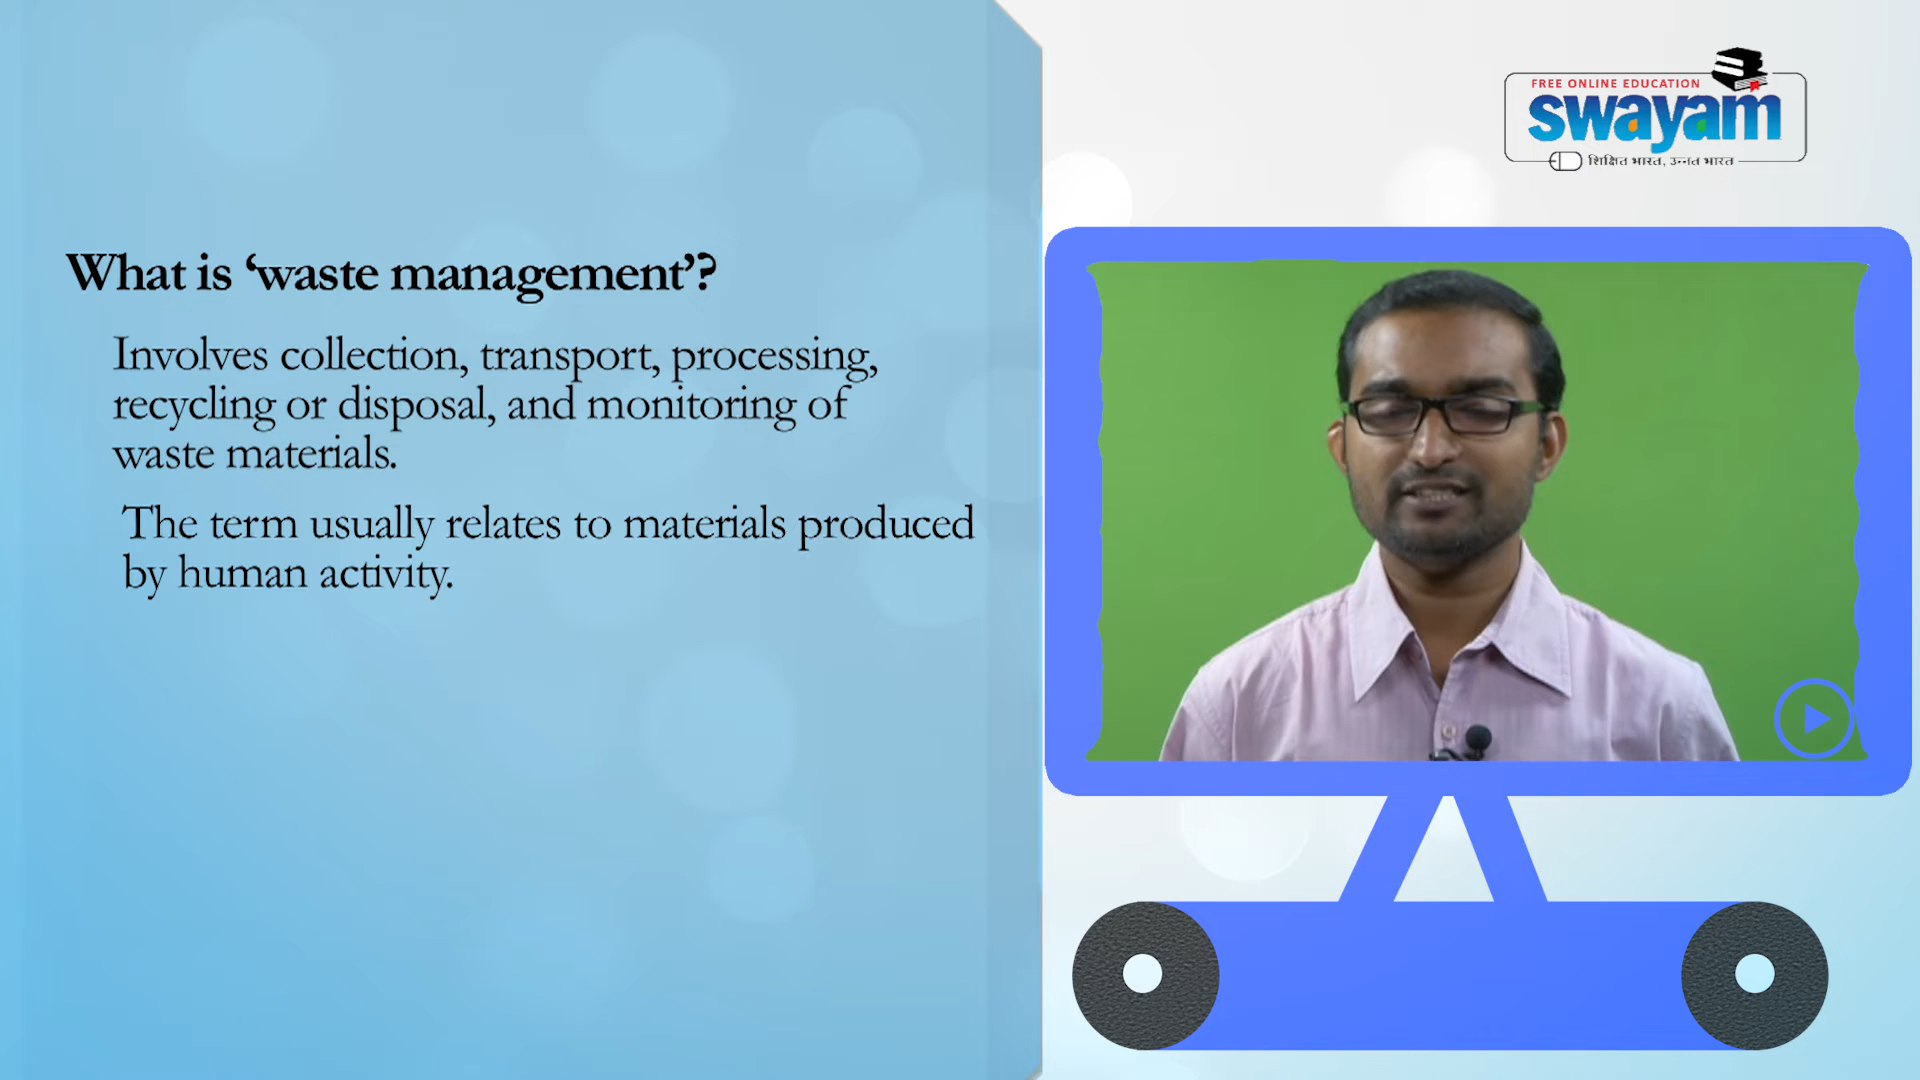 What is ‘waste management’?
Involves collection, transport, processing,
recycling or disposal, and monitoring of
waste materials.
The term usually relates to materials produced
by human activity.
FREE ONLINE EDUCATION
swayam
शिक्षित भारत, उन्नत भारत